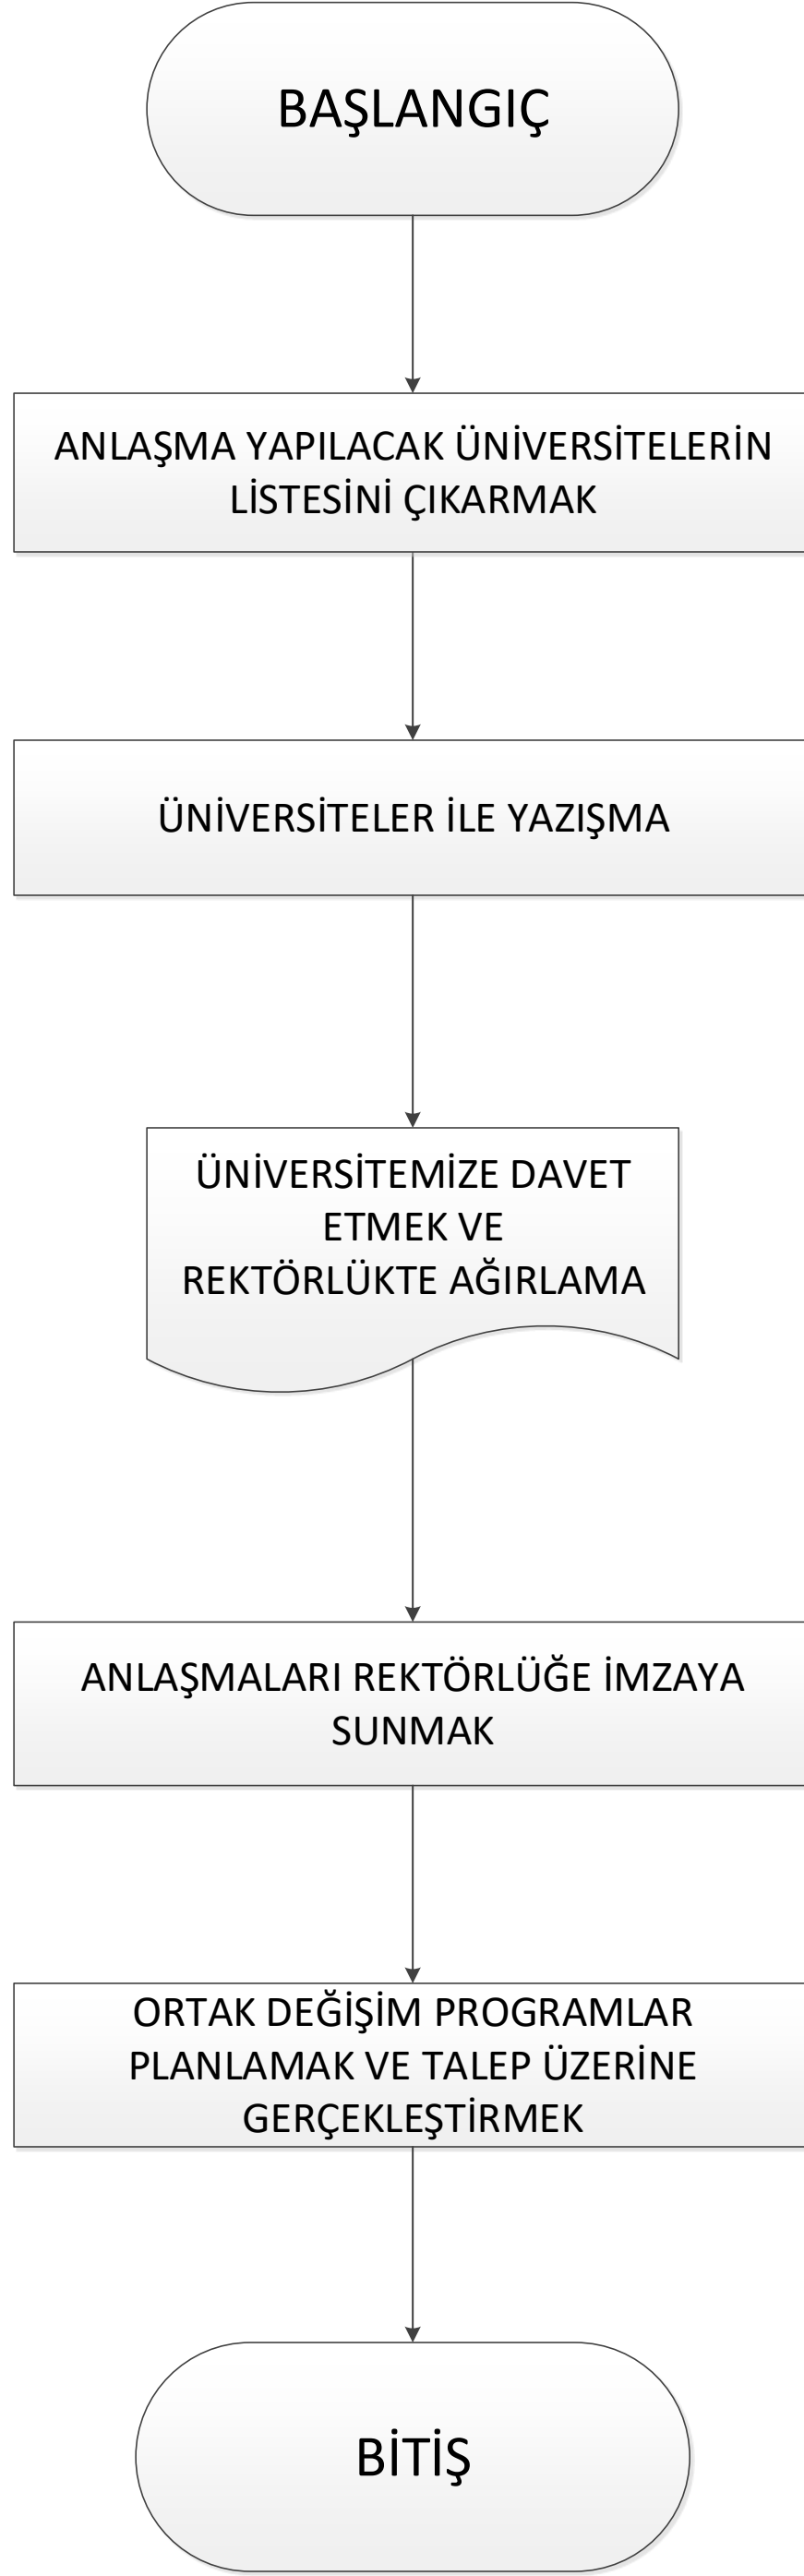 BAŞLANGIÇ
ANLAŞMA YAPILACAK ÜNİVERSİTELERİN
LİSTESİNİ ÇIKARMAK
ÜNİVERSİTELER İLE YAZIŞMA
ÜNİVERSİTEMİZE DAVET
ETMEK VE
REKTÖRLÜKTE AĞIRLAMA
ANLAŞMALARI REKTÖRLÜĞE İMZAYA
SUNMAK
ORTAK DEĞİŞİM PROGRAMLAR
PLANLAMAK VE TALEP ÜZERİNE
GERÇEKLEŞTİRMEK
BİTİŞ